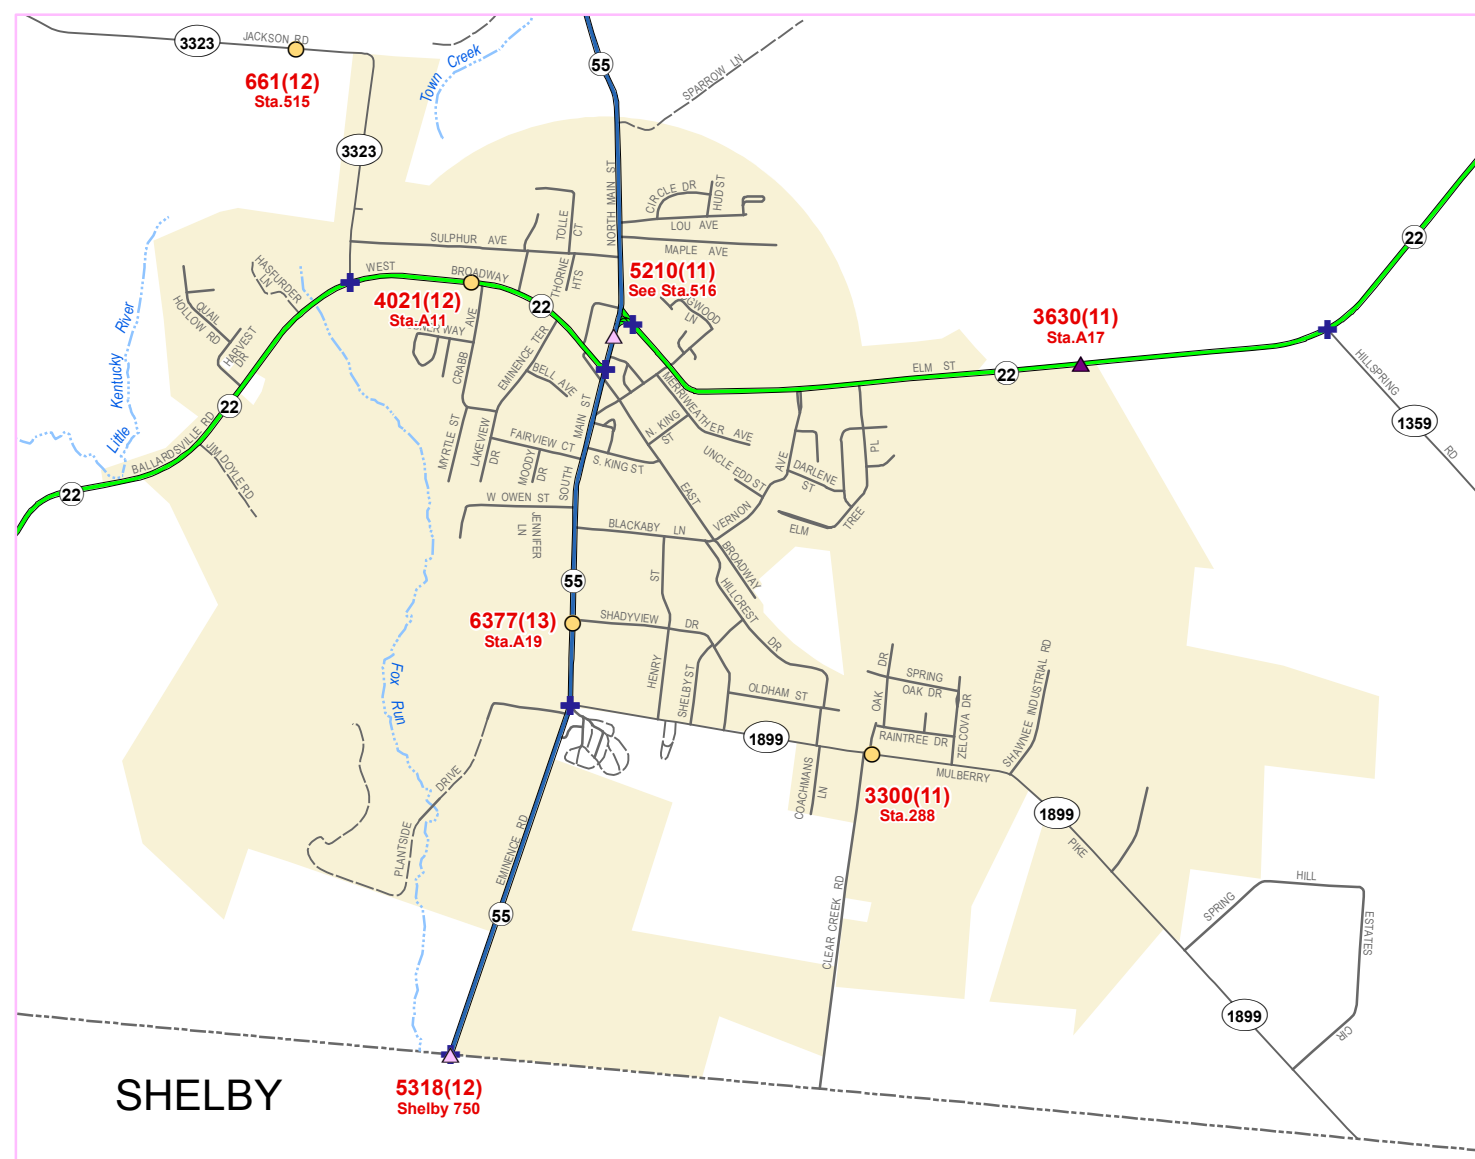 3323
JACKSON RD
661(12)
Sta.515
Town Creek
55
SPARROW LN
3323
NORTH MAIN ST
CIRCLE DR
HUD ST
LOU AVE
MAPLE AVE
TOLLE CT
SULPHUR AVE
22
Little Kentucky River
HASFURDER LN
WEST BROADWAY
THORNE HTS
5210(11)
See Sta.516
4021(12)
Sta.A11
22
3630(11)
Sta.A17
QUAIL HOLLOW RD
HARVEST DR
CRABB AVE
EMINENCE TER
BELL AVE
ELM ST
22
HILLSPRING RD
1359
22
BALLARDSVILLE RD
JIM DOYLE RD
22
MYRTLE ST
LAKEVIEW DR
FAIRVIEW CT
MOODY DR
SOUTH MAIN ST
S. KING ST
N. KING ST
MERRIWEATHER AVE
UNCLE EDD ST
VERNON AVE
DARLENE ST
ELM TREE PL
W OWEN ST
JENNIFER LN
BLACKABY LN
EAST BROADWAY
55
HILLCREST DR
6377(13)
Sta.A19
SHADYVIEW DR
HENRY ST
SHELBY ST
OLDHAM ST
Fox Run
OAK DR
SPRING OAK DR
RAINTREE DR
ZELCOVA DR
SHAWNEE INDUSTRIAL RD
1899
MULBERRY PIKE
COACHMANS LN
3300(11)
Sta.288
1899
PLANTSIDE DRIVE
EMINENCE RD
55
CLEAR CREEK RD
SPRING HILL ESTATES CIR
1899
SHELBY
5318(12)
Shelby 750